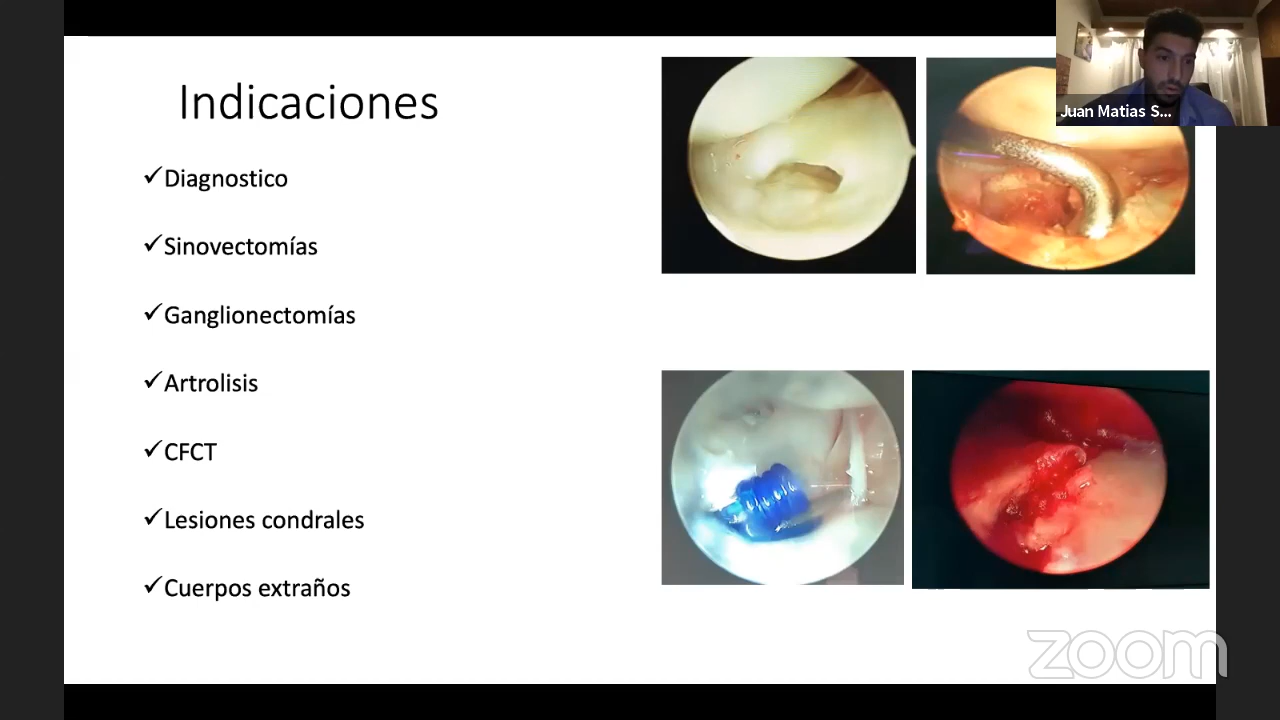 Indicaciones
✓Diagnostico
✓Sinovectomías
✓Ganglionectomías
✓Artrolisis
✓CFCT
✓Lesiones condrales
✓Cuerpos extraños
Juan Matias S...
zoom